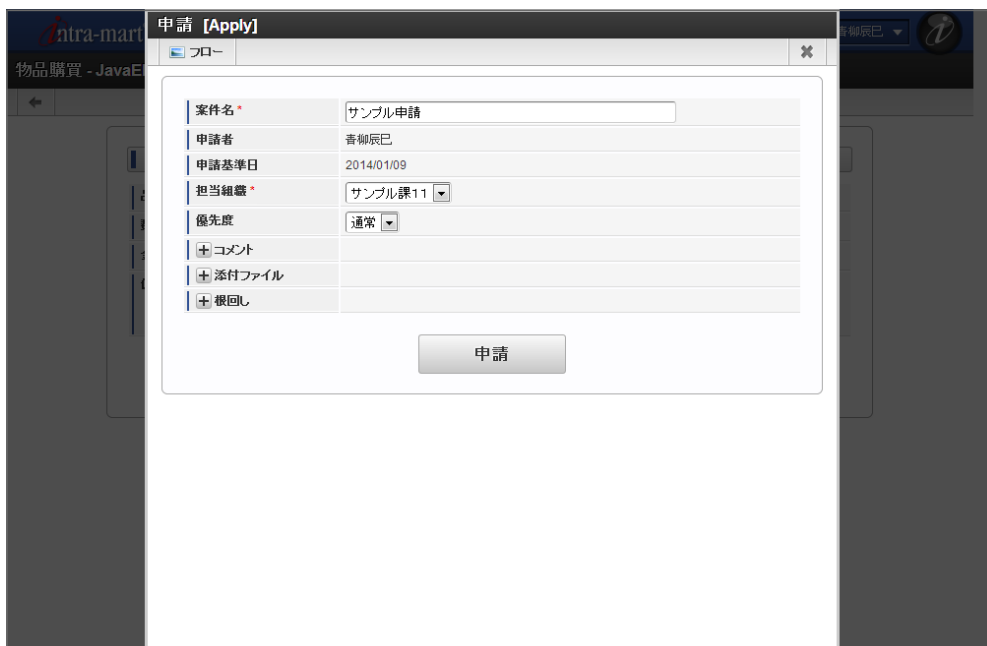 intra-mart
申請 [Apply]
青柳辰巳
フロー
物品購買 - JavaE
案件名*
サンプル申請
申請者
青柳辰巳
申請基準日
2014/01/09
担当組織*
サンプル課11
優先度
通常
コメント
添付ファイル
根回し
申請